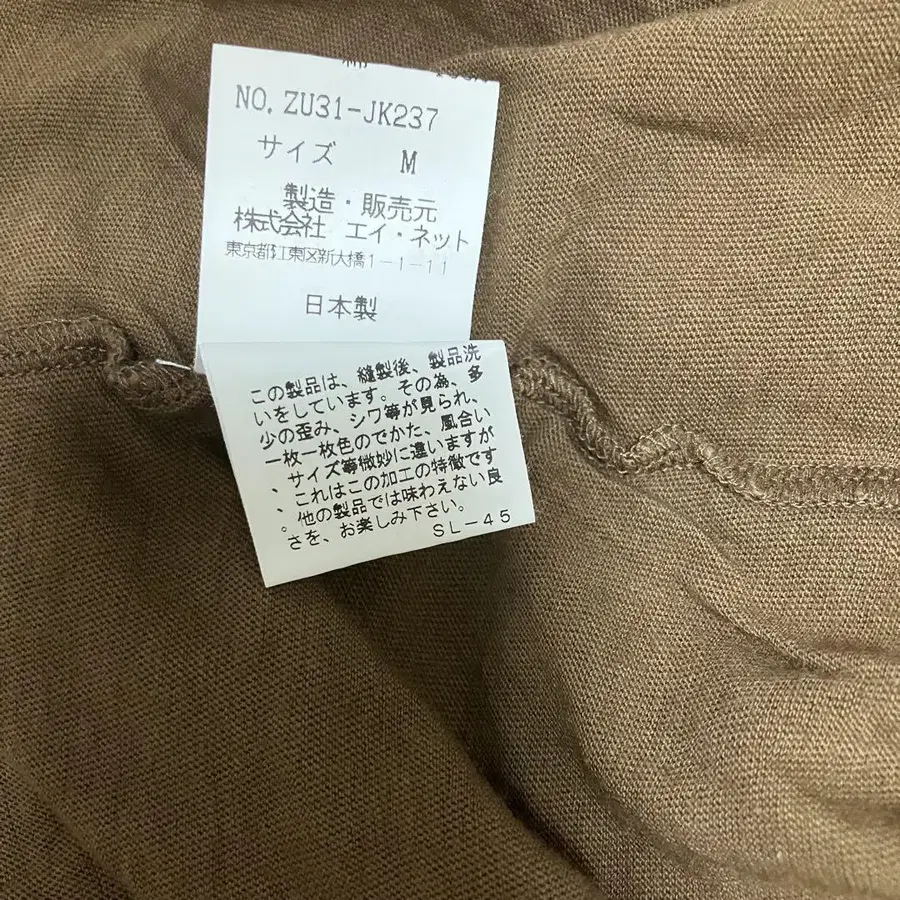 NO. ZU31-JK237
サイズ M
製造・販売元
株式会社 エイ・ネット
東京都江東区新大橋1-1-11
日本製
この製品は、縫製後、製品洗
いをしています。その為、多
少の歪み、シワ等が見られ、
一枚一枚色のでかた、風合い
サイズ等微妙に違いますが
、これはこの加工の特徴です
。他の製品では味わえない良
さを、お楽しみ下さい。
SL-45